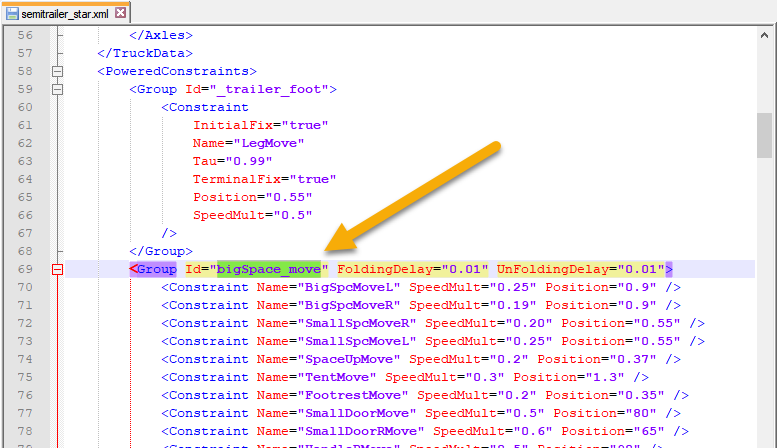 semitrailer_star.xml
56 </Axles>
57 </TruckData>
58 <PoweredConstraints>
59 <Group Id="_trailer_foot">
60 <Constraint
61 InitialFix="true"
62 Name="LegMove"
63 Tau="0.99"
64 TerminalFix="true"
65 Position="0.55"
66 SpeedMult="0.5"
67 />
68 </Group>
69 <Group Id="bigSpace_move" FoldingDelay="0.01" UnFoldingDelay="0.01">
70 <Constraint Name="BigSpcMoveL" SpeedMult="0.25" Position="0.9" />
71 <Constraint Name="BigSpcMoveR" SpeedMult="0.19" Position="0.9" />
72 <Constraint Name="SmallSpcMoveR" SpeedMult="0.20" Position="0.55" />
73 <Constraint Name="SmallSpcMoveL" SpeedMult="0.25" Position="0.55" />
74 <Constraint Name="SpaceUpMove" SpeedMult="0.2" Position="0.37" />
75 <Constraint Name="TentMove" SpeedMult="0.3" Position="1.3" />
76 <Constraint Name="FootrestMove" SpeedMult="0.2" Position="0.35" />
77 <Constraint Name="SmallDoorMove" SpeedMult="0.5" Position="80" />
78 <Constraint Name="SmallDoorRMove" SpeedMult="0.6" Position="65" />